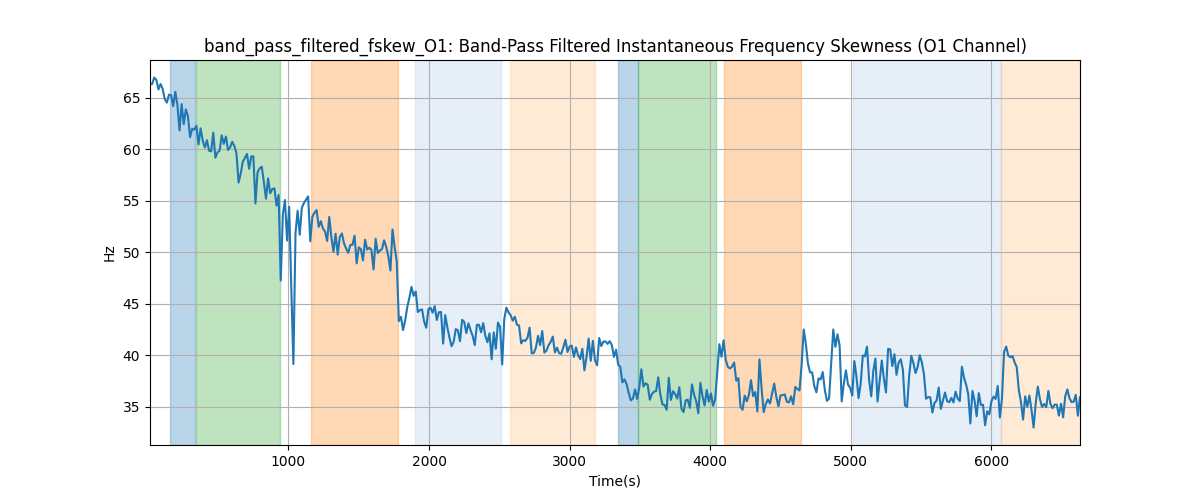 band_pass_filtered_fskew_O1: Band-Pass Filtered Instantaneous Frequency Skewness (O1 Channel)
65
60
55
50
45
40
35
Hz
1000 2000 3000 4000 5000 6000
Time(s)